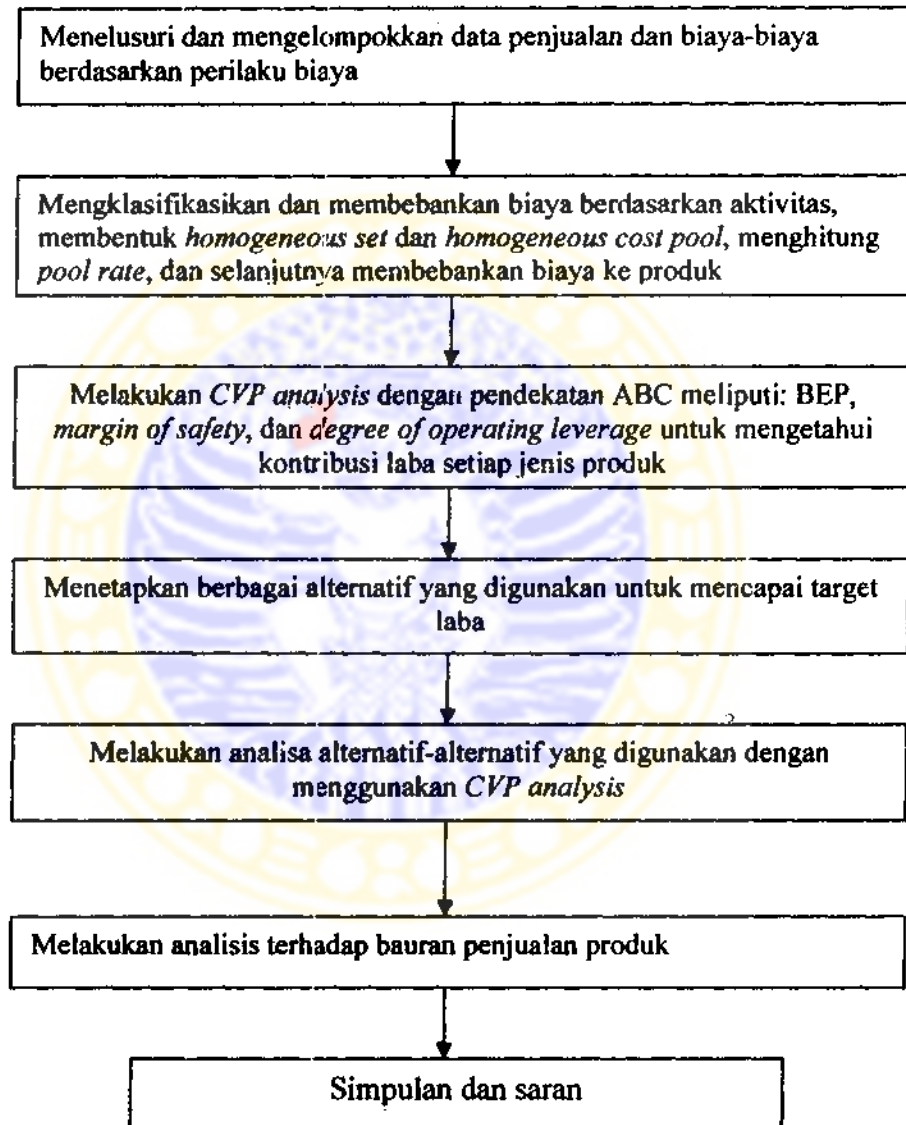 Menelusuri dan mengelompokkan data penjualan dan biaya-biaya
berdasarkan perilaku biaya
Mengklasifikasikan dan membebankan biaya berdasarkan aktivitas,
membentuk homogeneous set dan homogeneous cost pool, menghitung
pool rate, dan selanjutnya membebankan biaya ke produk
Melakukan CVP analysis dengan pendekatan ABC meliputi: BEP,
margin of safety, dan degree of operating leverage untuk mengetahui
kontribusi laba setiap jenis produk
Menetapkan berbagai alternatif yang digunakan untuk mencapai target
laba
Melakukan analisa alternatif-alternatif yang digunakan dengan
menggunakan CVP analysis
Melakukan analisis terhadap bauran penjualan produk
Simpulan dan saran